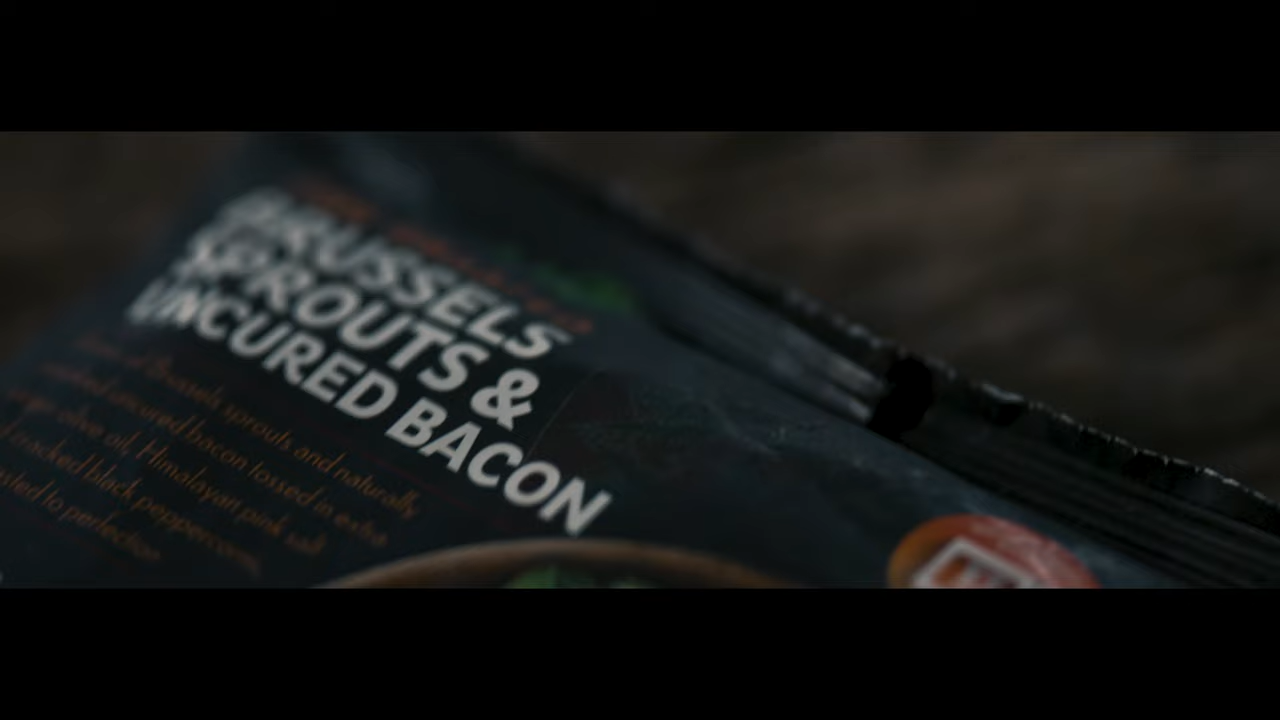 BRUSSELS
SPROUTS &
UNCURED BACON
Brussels sprouts and naturally
uncured bacon tossed in extra
olive oil, Himalayan pink salt
cracked black peppercorns,
to perfection